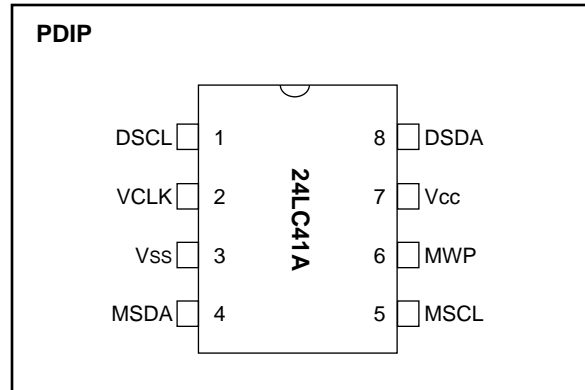 PDIP
DSCL 1 8 DSDA
VCLK 2 7 Vcc
Vss 3 6 MWP
MSDA 4 5 MSCL
24LC41A